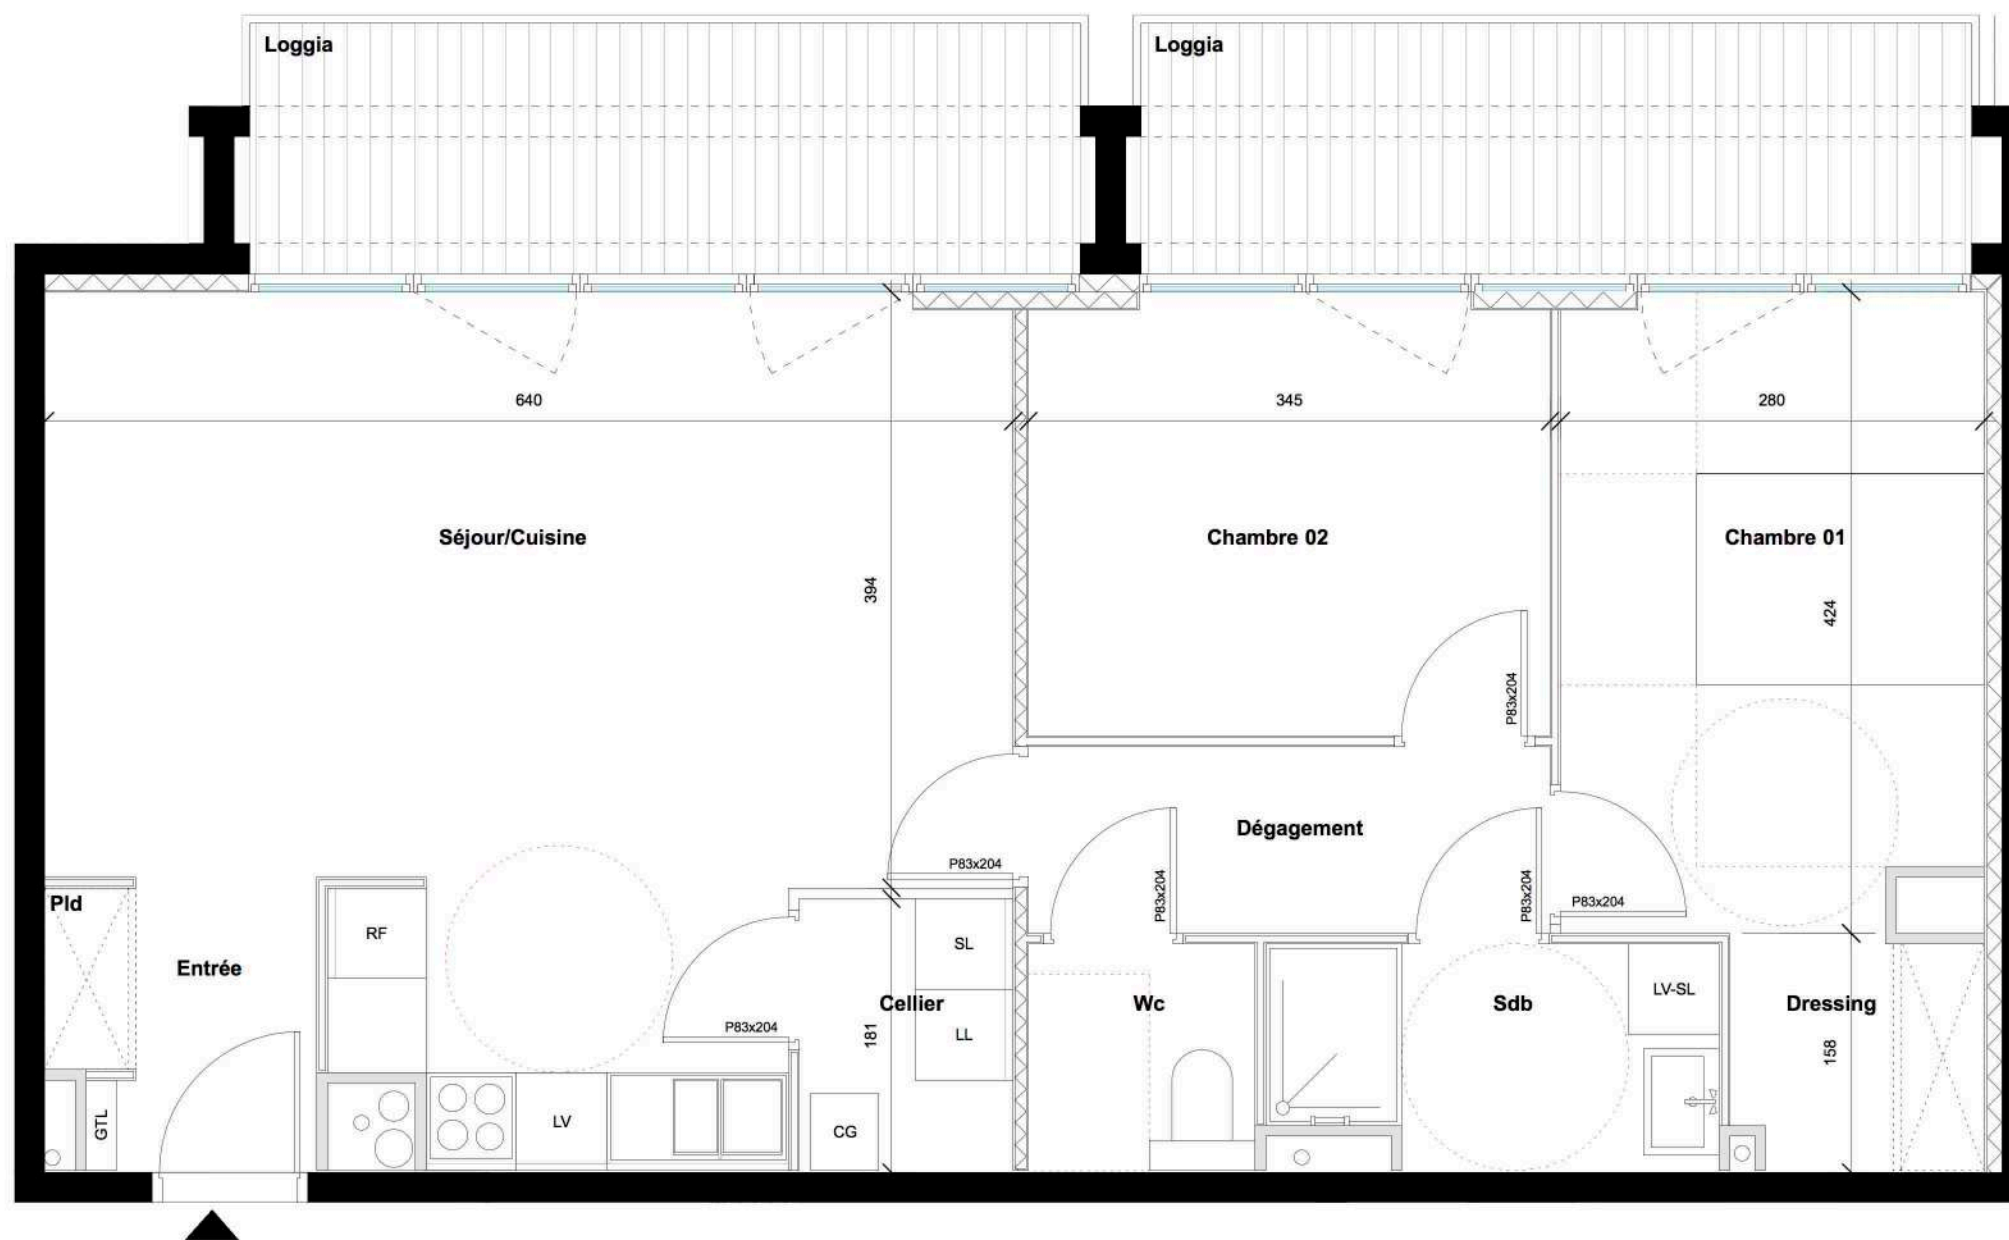 Loggia
Loggia
640
345
280
Séjour/Cuisine
Chambre 02
Chambre 01
394
424
P83x204
Dégagement
P83x204
P83x204
P83x204
P83x204
Pld
RF
SL
Entrée
Cellier
Wc
Sdb
LV-SL
Dressing
P83x204
LL
181
158
GTL
LV
CG